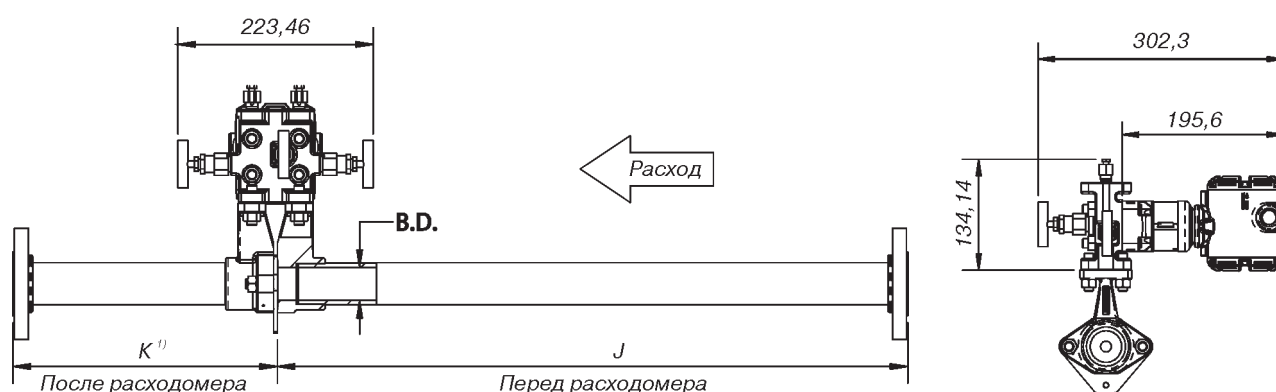 223,46
302,3
195,6
134,14
Расход
B.D.
K 1)
J
После расходомера
Перед расходомера